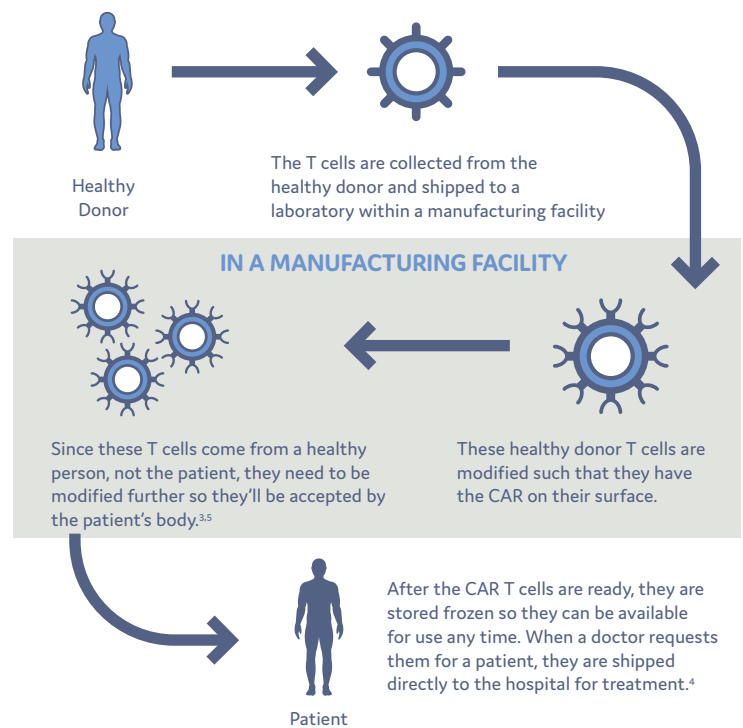 Healthy
Donor
The T cells are collected from the
healthy donor and shipped to a
laboratory within a manufacturing facility
IN A MANUFACTURING FACILITY
These healthy donor T cells are
modified such that they have
the CAR on their surface.
Since these T cells come from a healthy
person, not the patient, they need to be
modified further so they’ll be accepted by
the patient’s body.³,⁵
After the CAR T cells are ready, they are
stored frozen so they can be available
for use any time. When a doctor requests
them for a patient, they are shipped
directly to the hospital for treatment.⁴
Patient